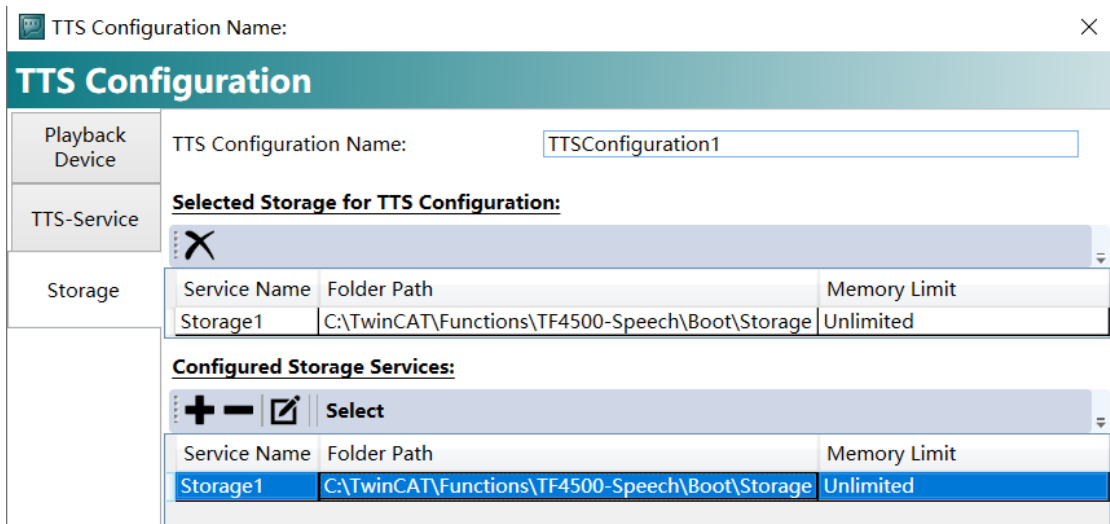 TTS Configuration Name:
TTS Configuration
Playback
Device
TTS Configuration Name: TTSConfiguration1
TTS-Service
Selected Storage for TTS Configuration:
Storage
Service Name Folder Path Memory Limit
Storage1 C:\TwinCAT\Functions\TF4500-Speech\Boot\Storage Unlimited
Configured Storage Services:
Select
Service Name Folder Path Memory Limit
Storage1 C:\TwinCAT\Functions\TF4500-Speech\Boot\Storage Unlimited